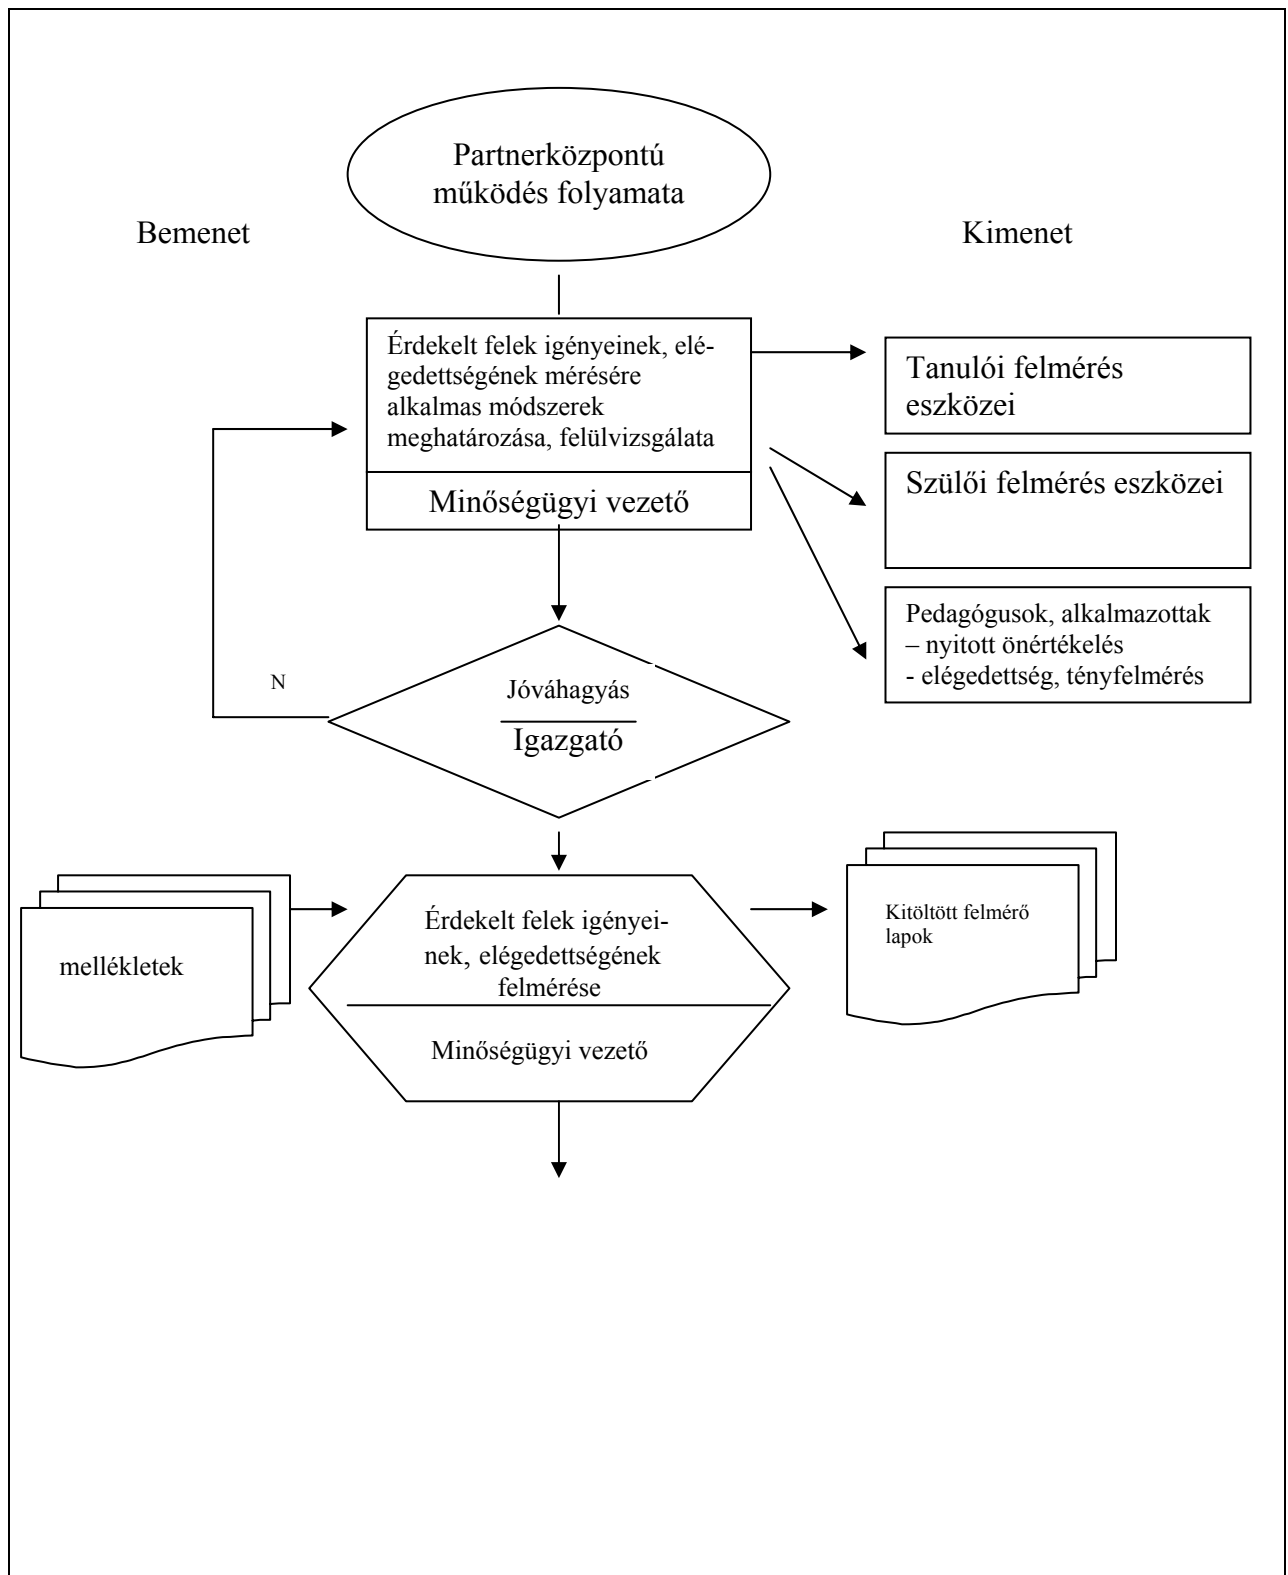 Partnerközpontú
működés folyamata
Bemenet
Kimenet
Érdekelt felek igényeinek, elé-
gedettségének mérésére
alkalmas módszerek
meghatározása, felülvizsgálata
Minőségügyi vezető
Tanulói felmérés
eszközei
Szülői felmérés eszközei
Pedagógusok, alkalmazottak
– nyitott önértékelés
- elégedettség, tényfelmérés
N
Jóváhagyás
Igazgató
mellékletek
Érdekelt felek igényei-
nek, elégedettségének
felmérése
Minőségügyi vezető
Kitöltött felmérő
lapok